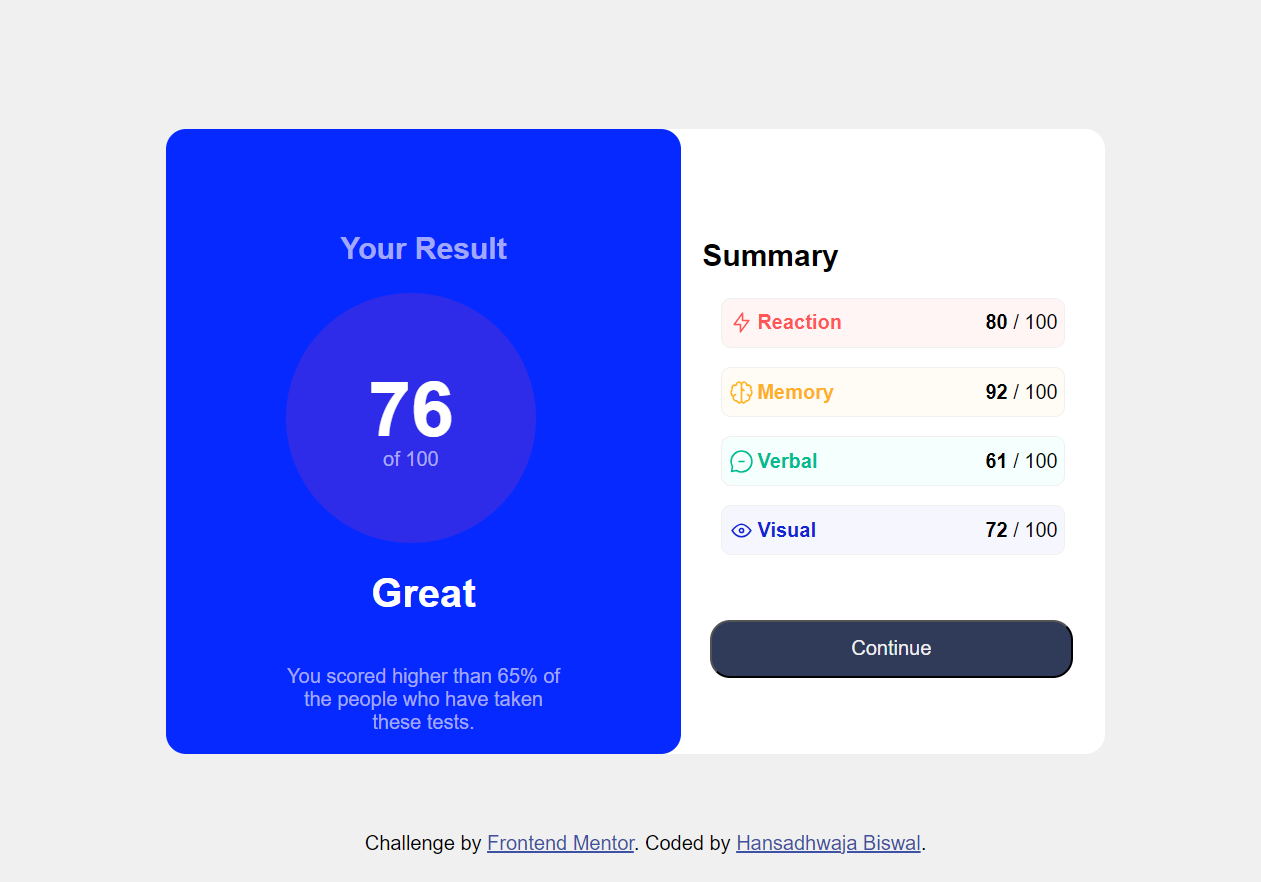 Your Result
76
of 100
Great
You scored higher than 65% of
the people who have taken
these tests.
Summary
Reaction 80 / 100
Memory 92 / 100
Verbal 61 / 100
Visual 72 / 100
Continue
Challenge by Frontend Mentor. Coded by Hansadhwaja Biswal.